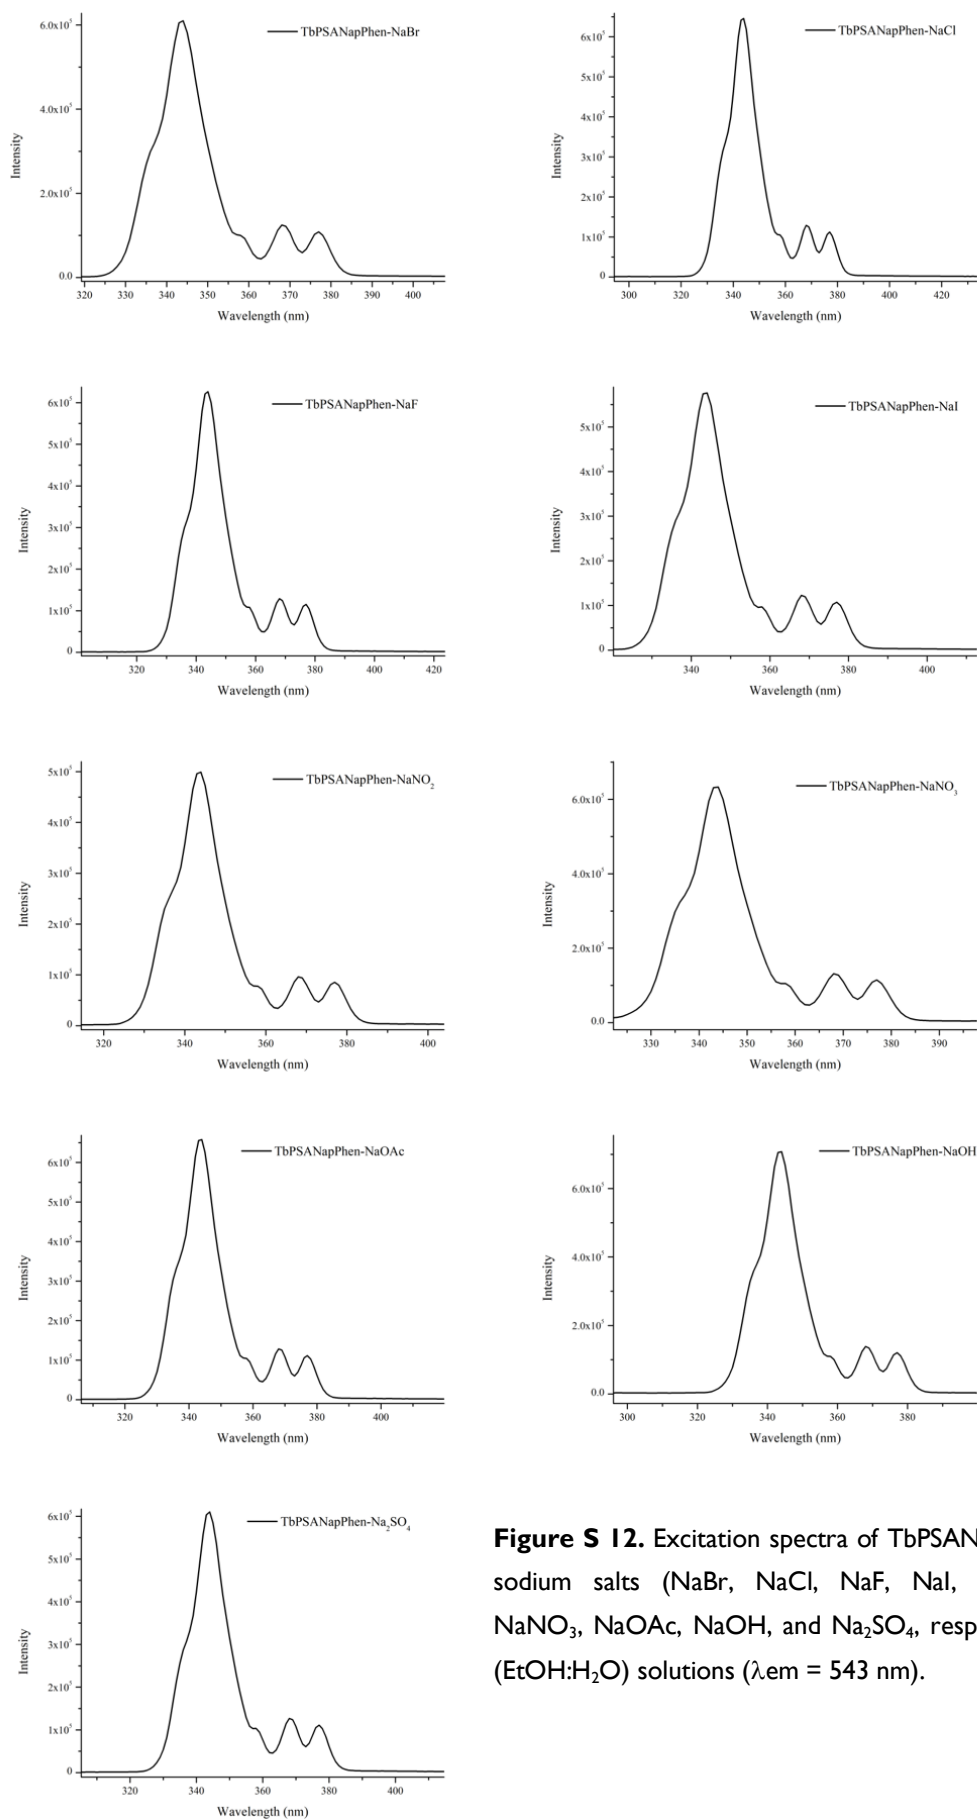 TbPSANapPhen-NaBr
6.0x10⁵
4.0x10⁵
2.0x10⁵
0.0
Intensity
320 330 340 350 360 370 380 390 400
Wavelength (nm)
TbPSANapPhen-NaCl
6x10⁵
5x10⁵
4x10⁵
3x10⁵
2x10⁵
1x10⁵
0
Intensity
300 320 340 360 380 400 420
Wavelength (nm)
TbPSANapPhen-NaF
6x10⁵
5x10⁵
4x10⁵
3x10⁵
2x10⁵
1x10⁵
0
Intensity
320 340 360 380 400 420
Wavelength (nm)
TbPSANapPhen-NaI
5x10⁵
4x10⁵
3x10⁵
2x10⁵
1x10⁵
0
Intensity
340 360 380 400
Wavelength (nm)
TbPSANapPhen-NaNO₂
5x10⁵
4x10⁵
3x10⁵
2x10⁵
1x10⁵
0
Intensity
320 340 360 380 400
Wavelength (nm)
TbPSANapPhen-NaNO₃
6.0x10⁵
4.0x10⁵
2.0x10⁵
0.0
Intensity
330 340 350 360 370 380 390
Wavelength (nm)
TbPSANapPhen-NaOAc
6x10⁵
5x10⁵
4x10⁵
3x10⁵
2x10⁵
1x10⁵
0
Intensity
320 340 360 380 400
Wavelength (nm)
TbPSANapPhen-NaOH
6.0x10⁵
4.0x10⁵
2.0x10⁵
0.0
Intensity
300 320 340 360 380
Wavelength (nm)
TbPSANapPhen-Na₂SO₄
6x10⁵
5x10⁵
4x10⁵
3x10⁵
2x10⁵
1x10⁵
0
Intensity
320 340 360 380 400
Wavelength (nm)
Figure S 12. Excitation spectra of TbPSAN
sodium salts (NaBr, NaCl, NaF, NaI,
NaNO₃, NaOAc, NaOH, and Na₂SO₄, resp
(EtOH:H₂O) solutions (λem = 543 nm).